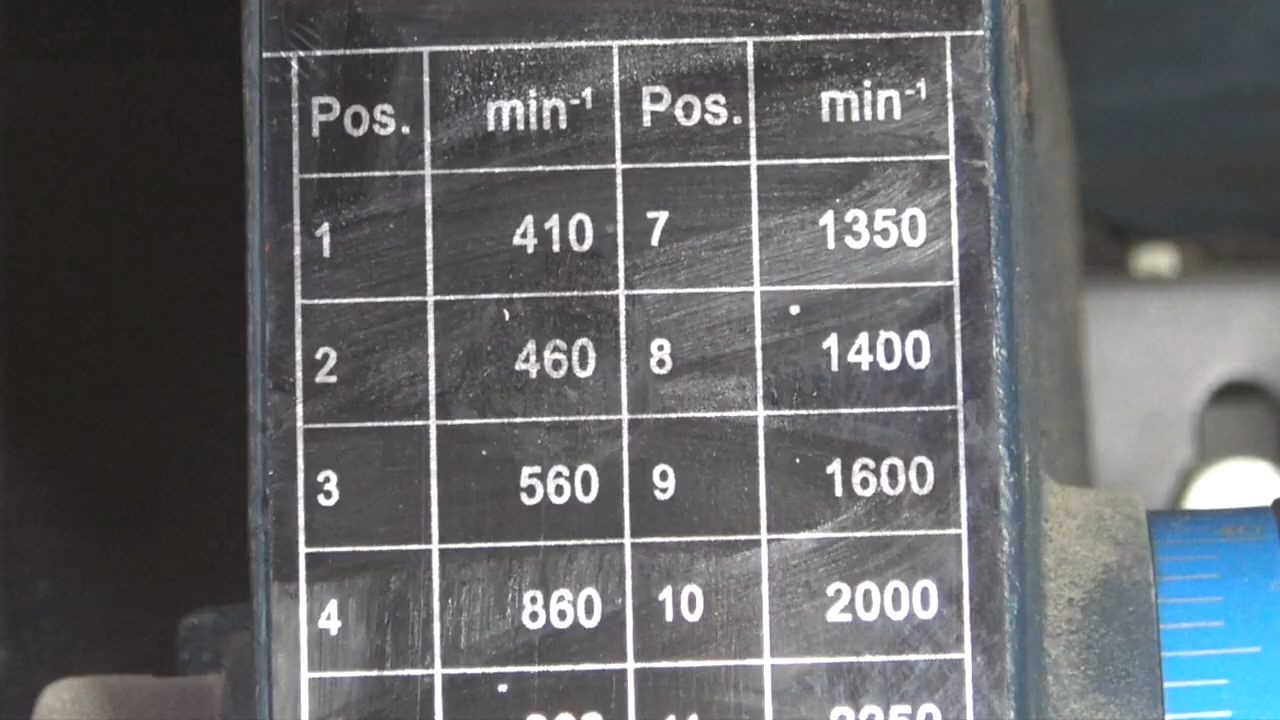 Pos. min⁻¹ Pos. min⁻¹
1 410 7 1350
2 460 8 1400
3 560 9 1600
4 860 10 2000